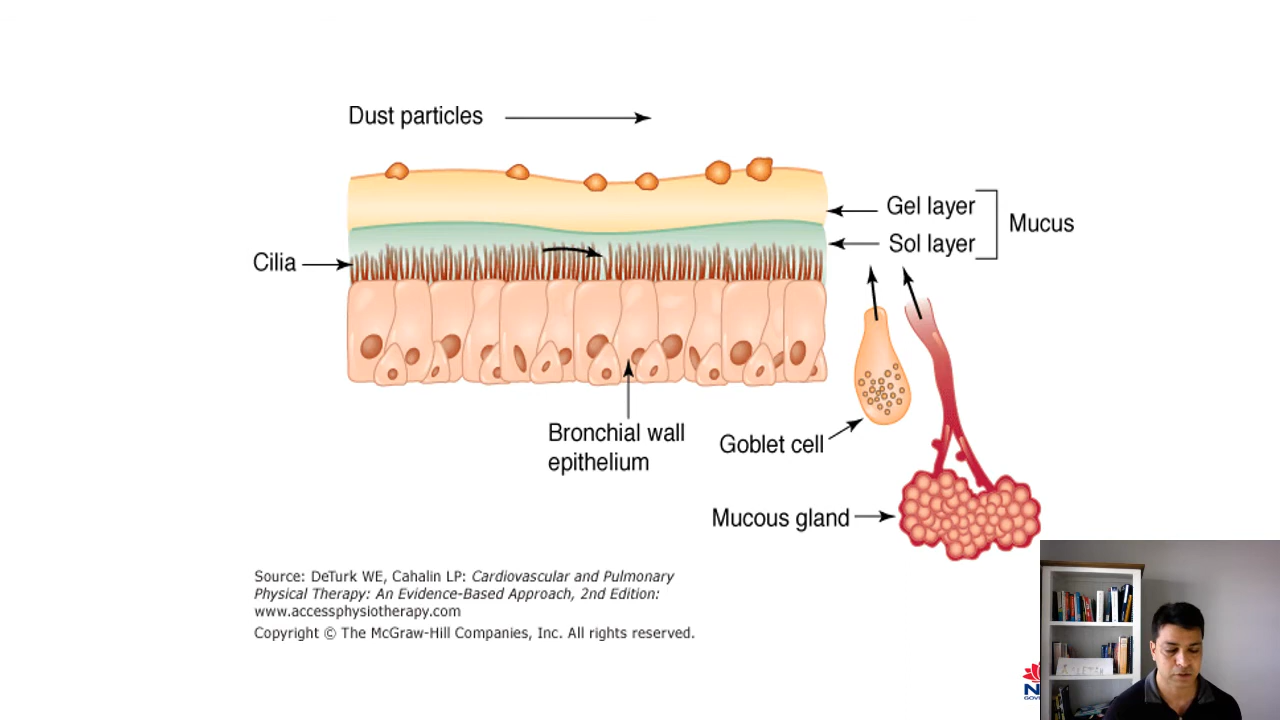 Dust particles
Gel layer
Mucus
Sol layer
Cilia
Bronchial wall
epithelium
Goblet cell
Mucous gland
Source: DeTurk WE, Cahalin LP: Cardiovascular and Pulmonary
Physical Therapy: An Evidence-Based Approach, 2nd Edition:
www.accessphysiotherapy.com
Copyright © The McGraw-Hill Companies, Inc. All rights reserved.